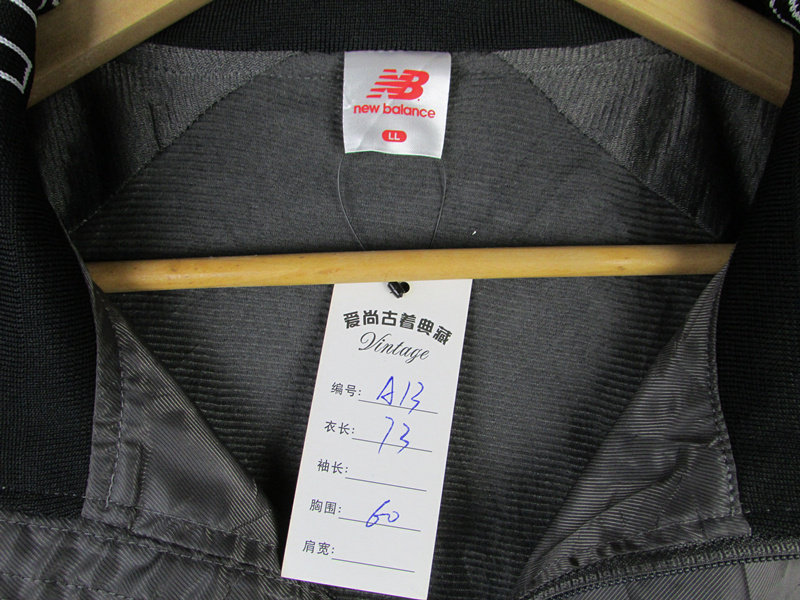 NB
new balance
LL
爱尚古着典藏
Vintage
编号: A13
衣长: 73
袖长:
胸围: 60
肩宽: